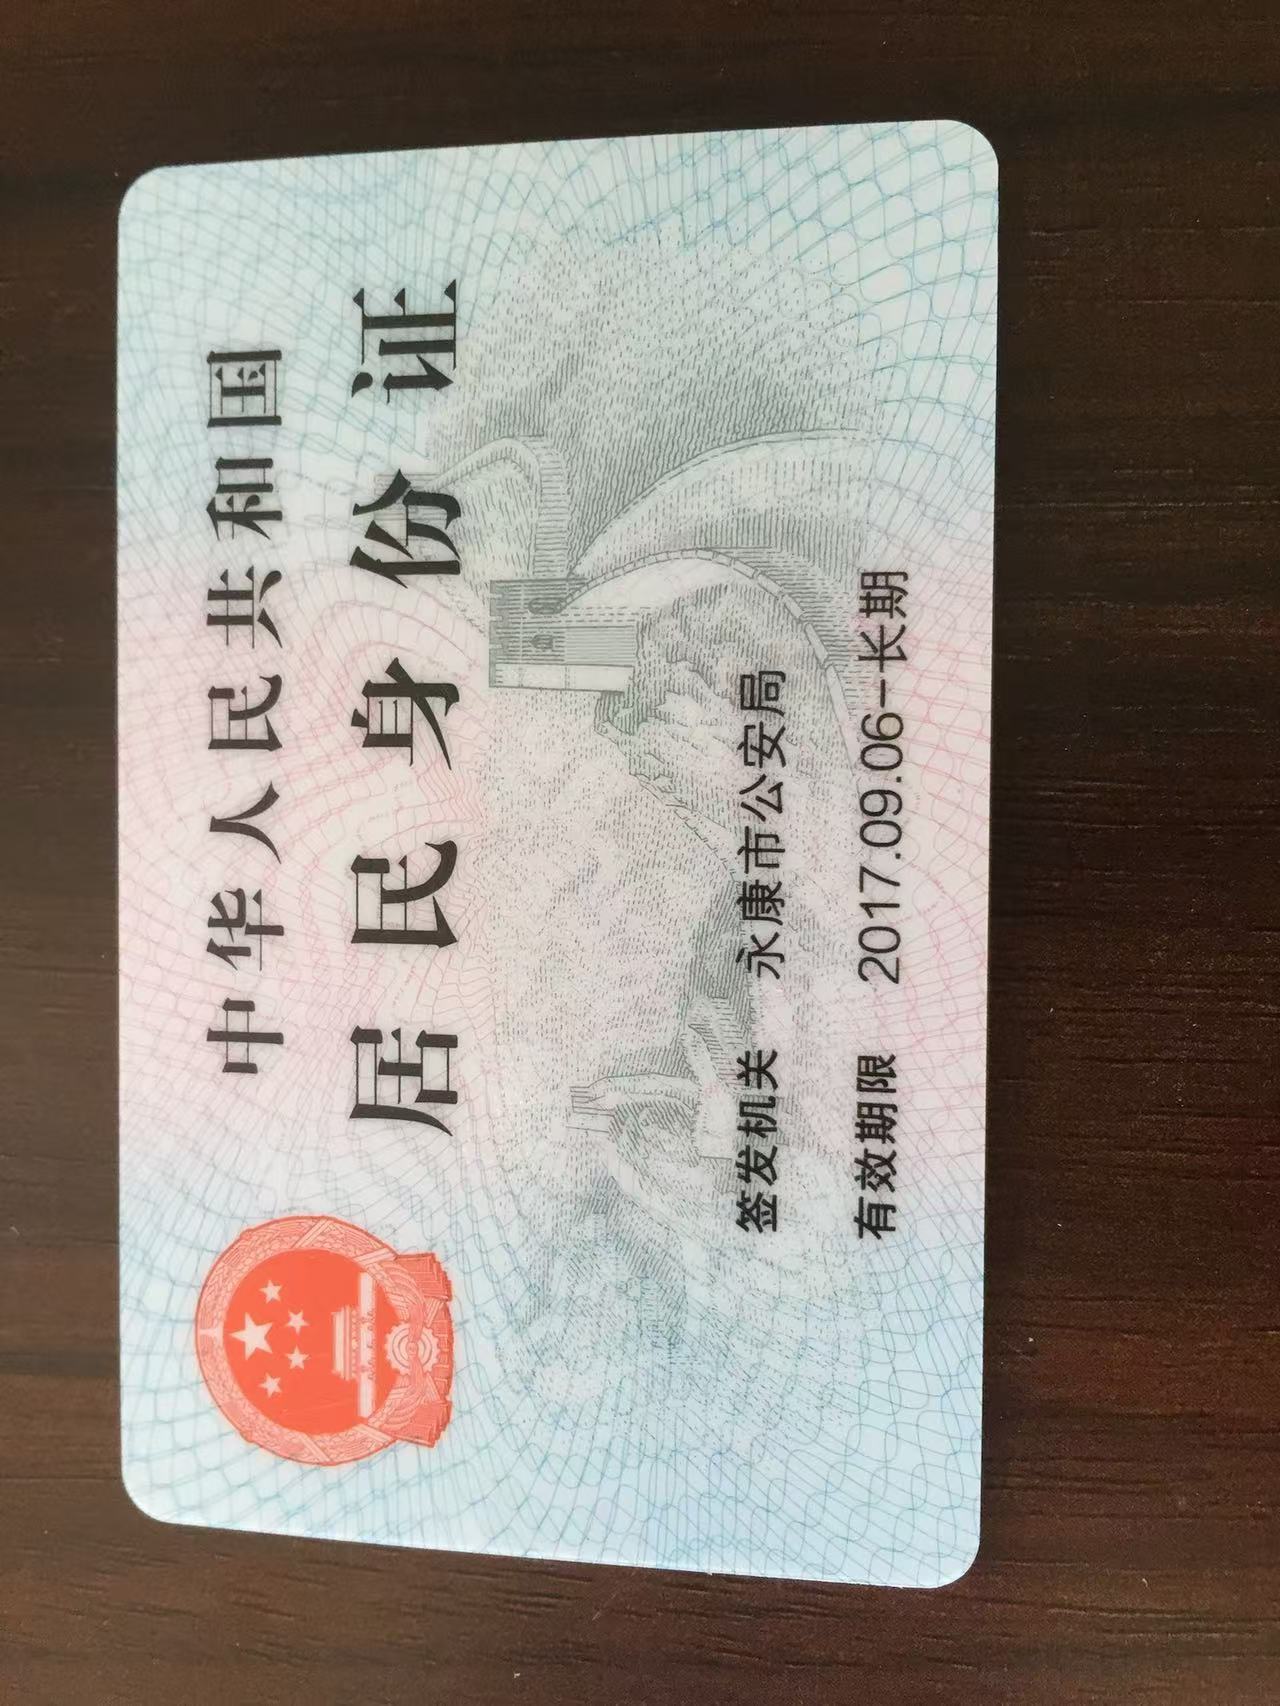 中华人民共和国
居民身份证
签发机关 永康市公安局
有效期限 2017.09.06-长期